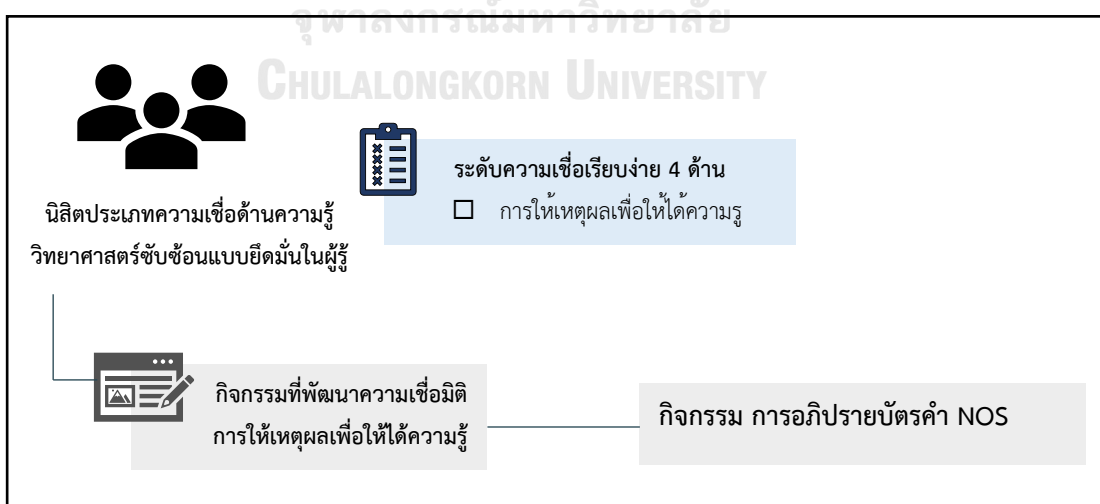 จุฬาลงกรณ์มหาวิทยาลัย
CHULALONGKORN UNIVERSITY
ระดับความเชื่อเรียบง่าย 4 ด้าน
การให้เหตุผลเพื่อให้ได้ความรู
นิสิตประเภทความเชื่อด้านความรู้
วิทยาศาสตร์ซับซ้อนแบบยึดมั่นในผู้รู้
กิจกรรมที่พัฒนาความเชื่อมิติ
การให้เหตุผลเพื่อให้ได้ความรู้
กิจกรรม การอภิปรายบัตรคำ NOS